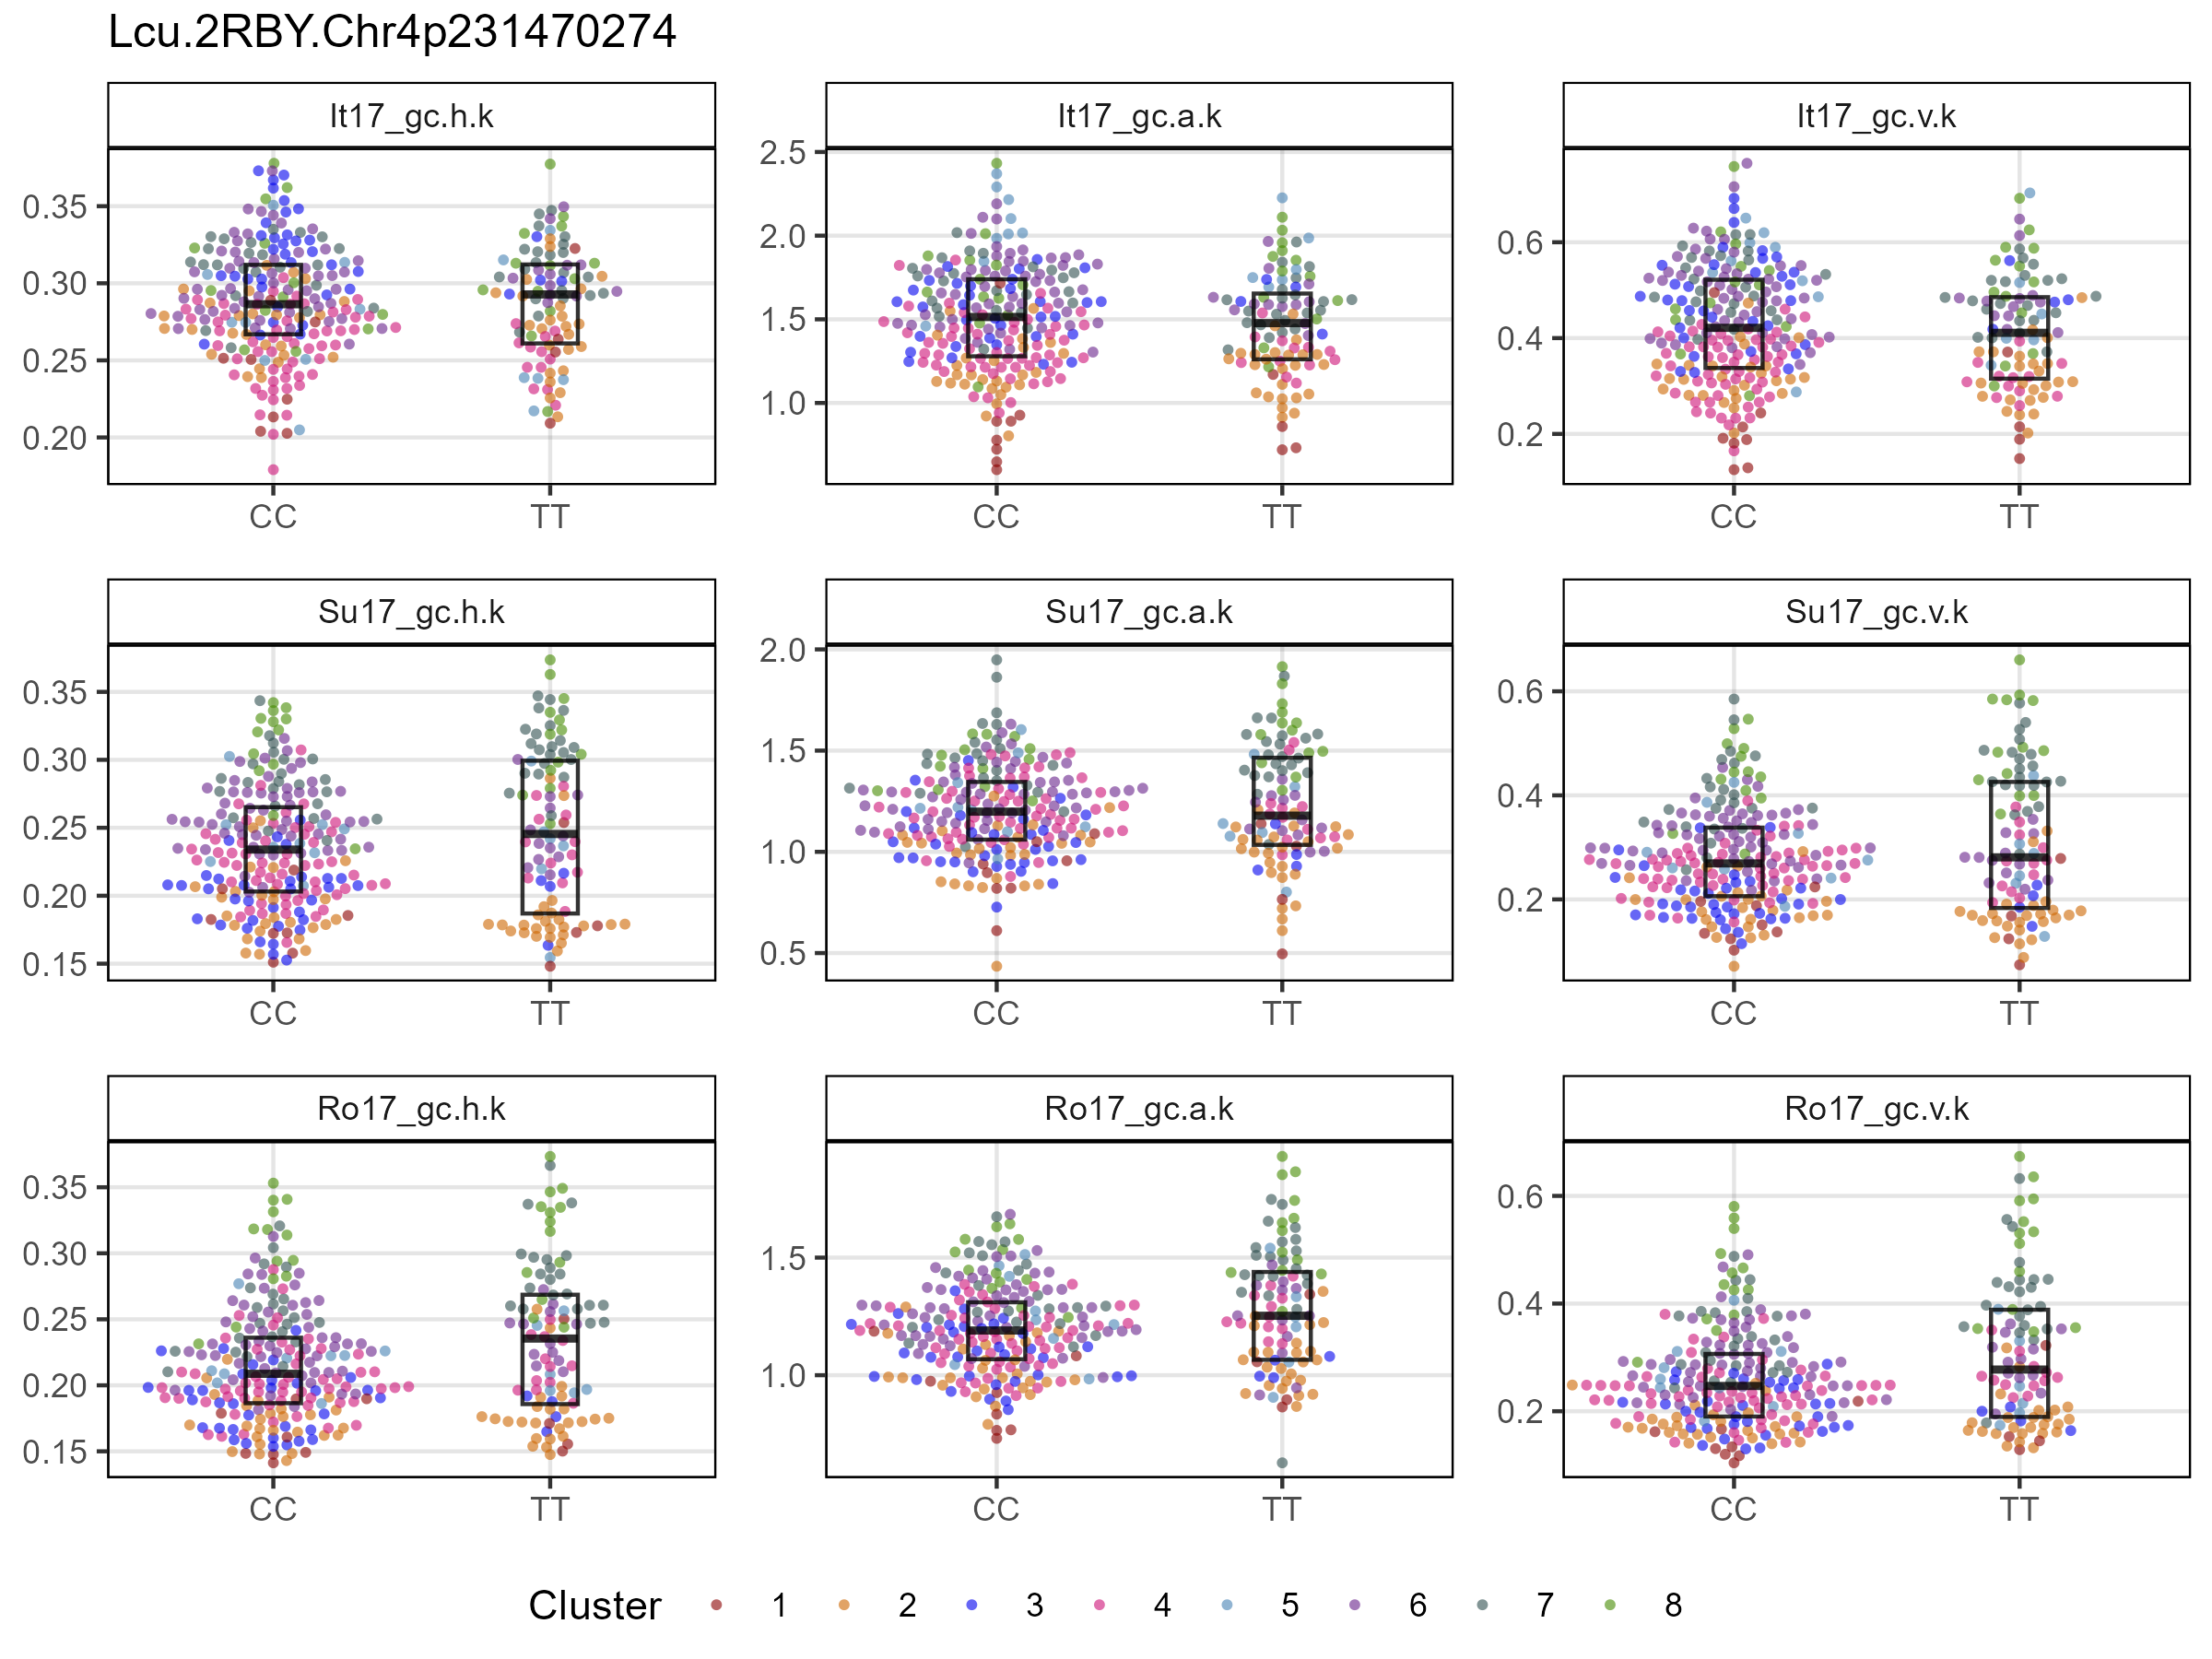 Lcu.2RBY.Chr4p231470274
It17_gc.h.k
0.35
0.30
0.25
0.20
CC TT
It17_gc.a.k
2.5
2.0
1.5
1.0
CC TT
It17_gc.v.k
0.6
0.4
0.2
CC TT
Su17_gc.h.k
0.35
0.30
0.25
0.20
0.15
CC TT
Su17_gc.a.k
2.0
1.5
1.0
0.5
CC TT
Su17_gc.v.k
0.6
0.4
0.2
CC TT
Ro17_gc.h.k
0.35
0.30
0.25
0.20
0.15
CC TT
Ro17_gc.a.k
1.5
1.0
CC TT
Ro17_gc.v.k
0.6
0.4
0.2
CC TT
Cluster 1 2 3 4 5 6 7 8